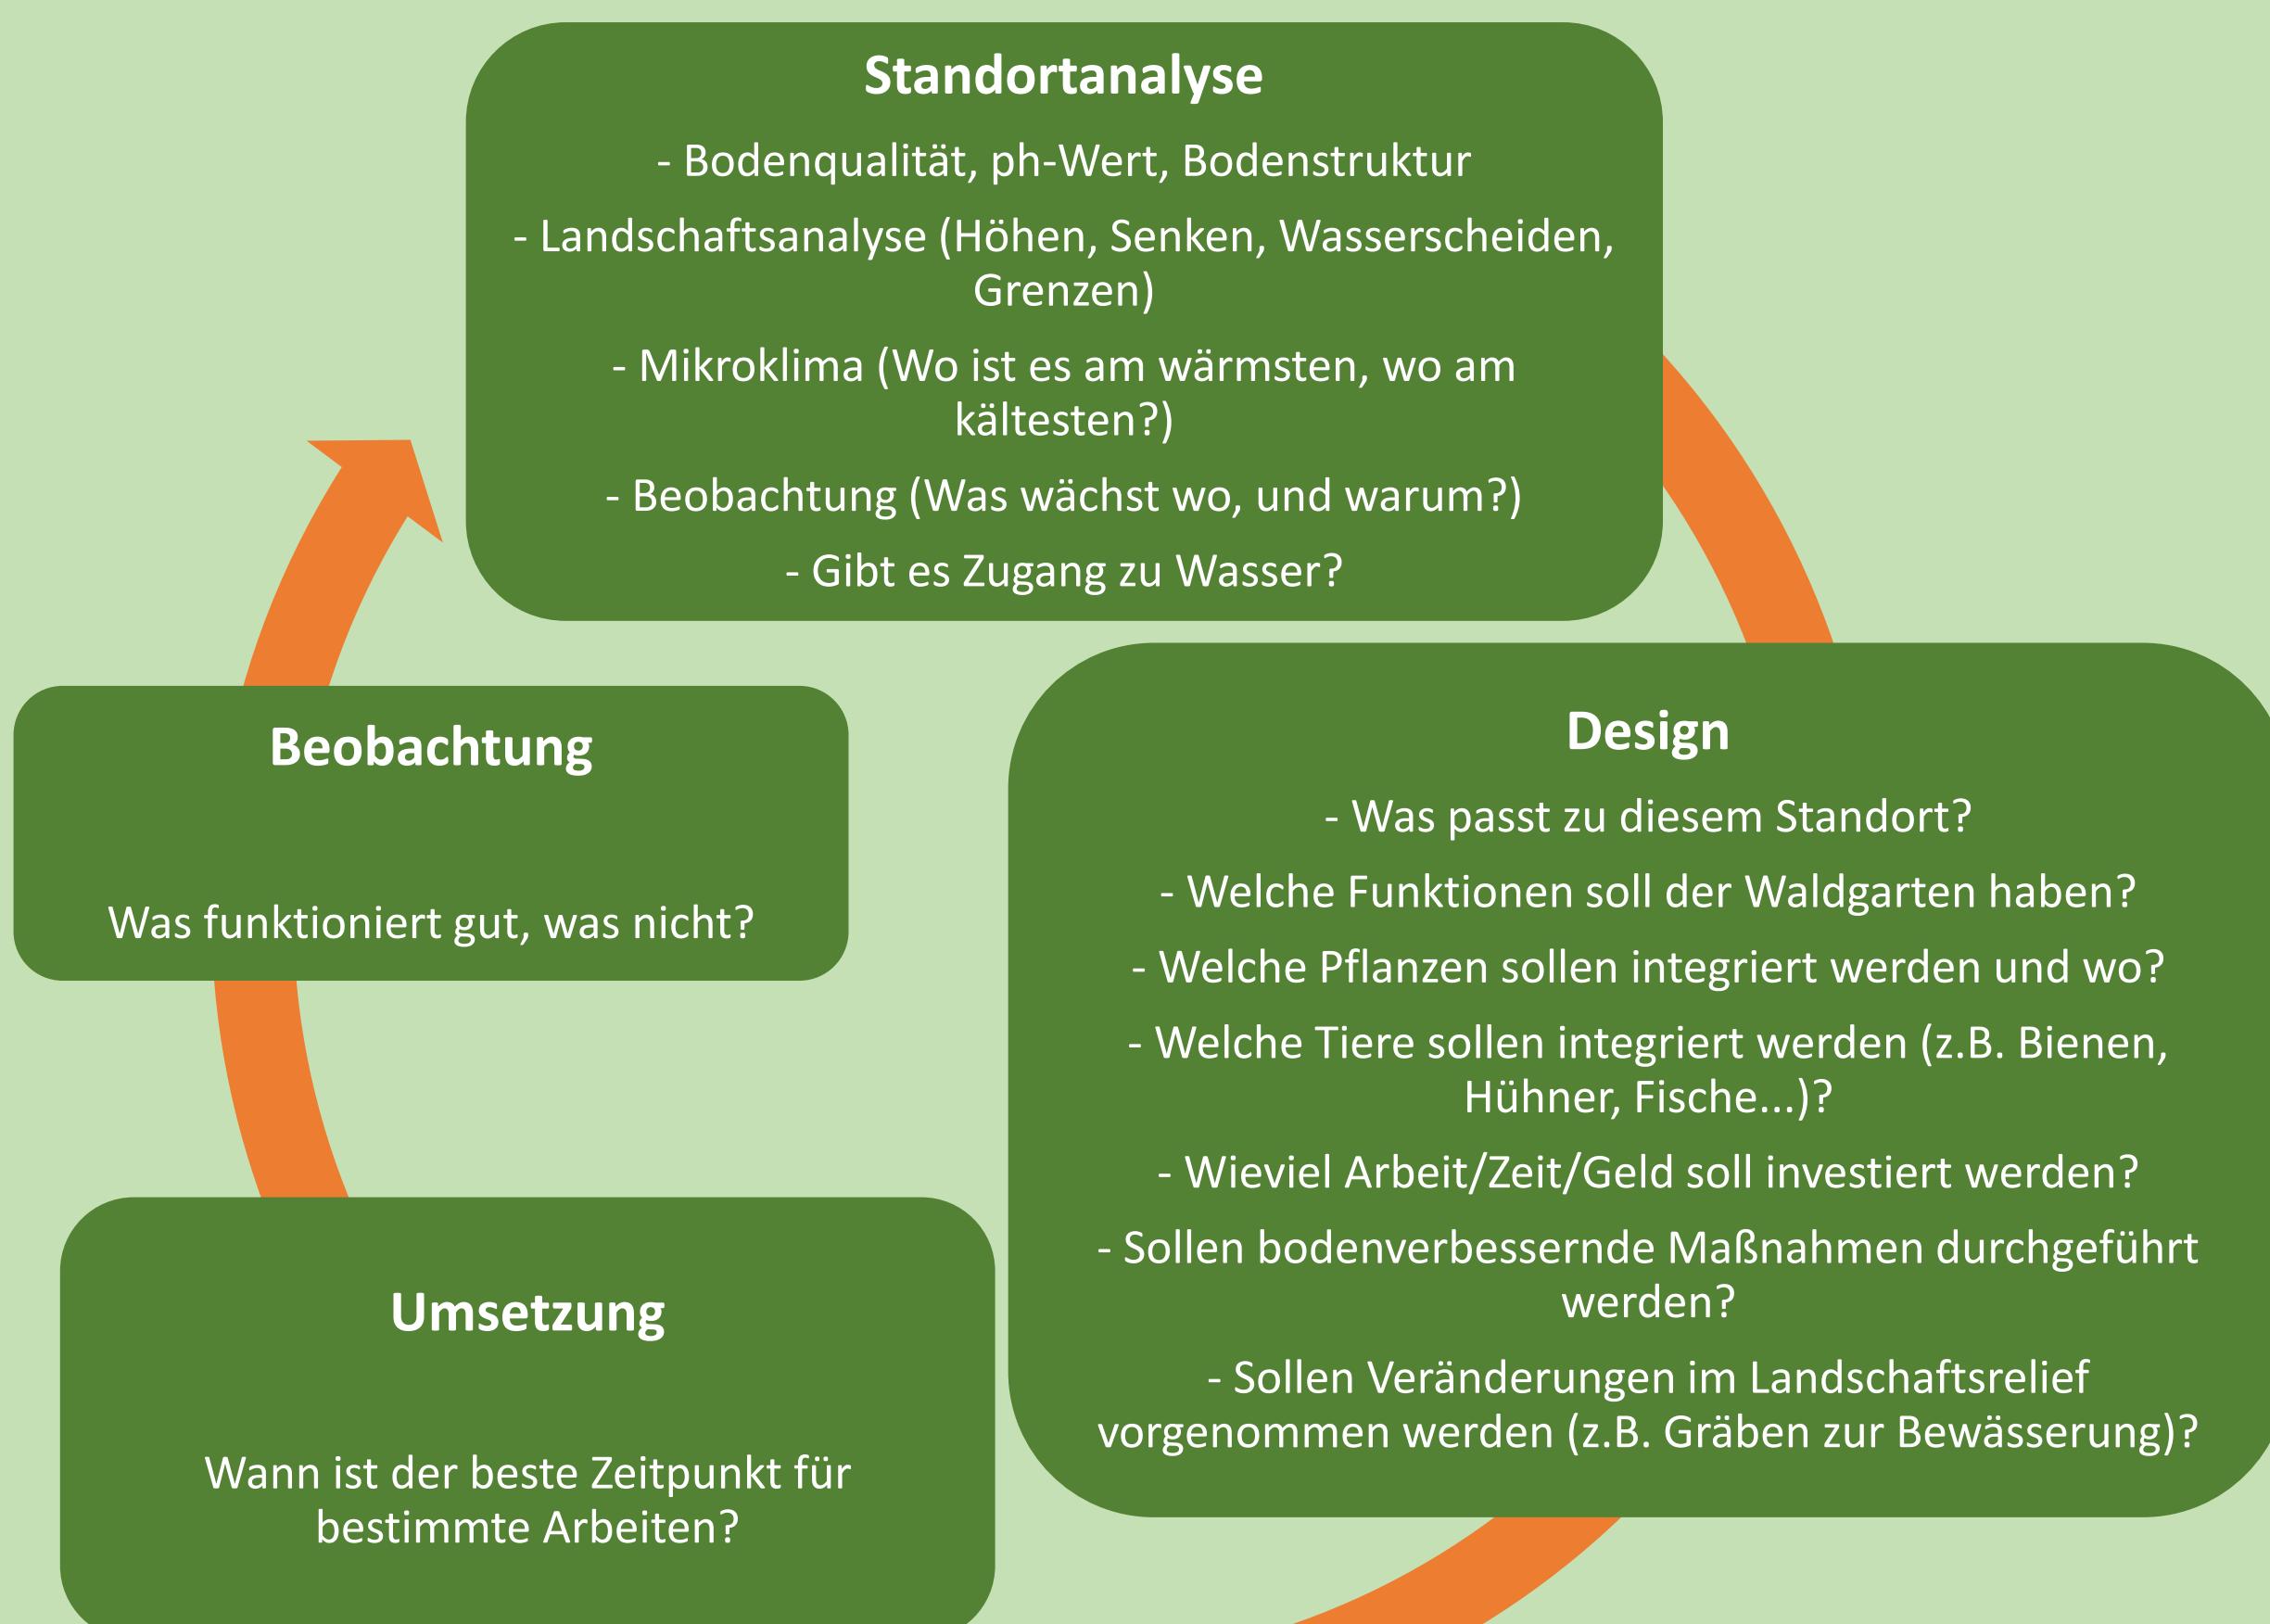 Standortanalyse
- Bodenqualität, ph-Wert, Bodenstruktur
- Landschaftsanalyse (Höhen, Senken, Wasserscheiden,
Grenzen)
- Mikroklima (Wo ist es am wärmsten, wo am
kältesten?)
- Beobachtung (Was wächst wo, und warum?)
- Gibt es Zugang zu Wasser?
Design
- Was passt zu diesem Standort?
- Welche Funktionen soll der Waldgarten haben?
- Welche Pflanzen sollen integriert werden und wo?
- Welche Tiere sollen integriert werden (z.B. Bienen,
Hühner, Fische...)?
- Wieviel Arbeit/Zeit/Geld soll investiert werden?
- Sollen bodenverbessernde Maßnahmen durchgeführt
werden?
- Sollen Veränderungen im Landschaftsrelief
vorgenommen werden (z.B. Gräben zur Bewässerung)?
Umsetzung
Wann ist der beste Zeitpunkt für
bestimmte Arbeiten?
Beobachtung
Was funktioniert gut, was nicht?